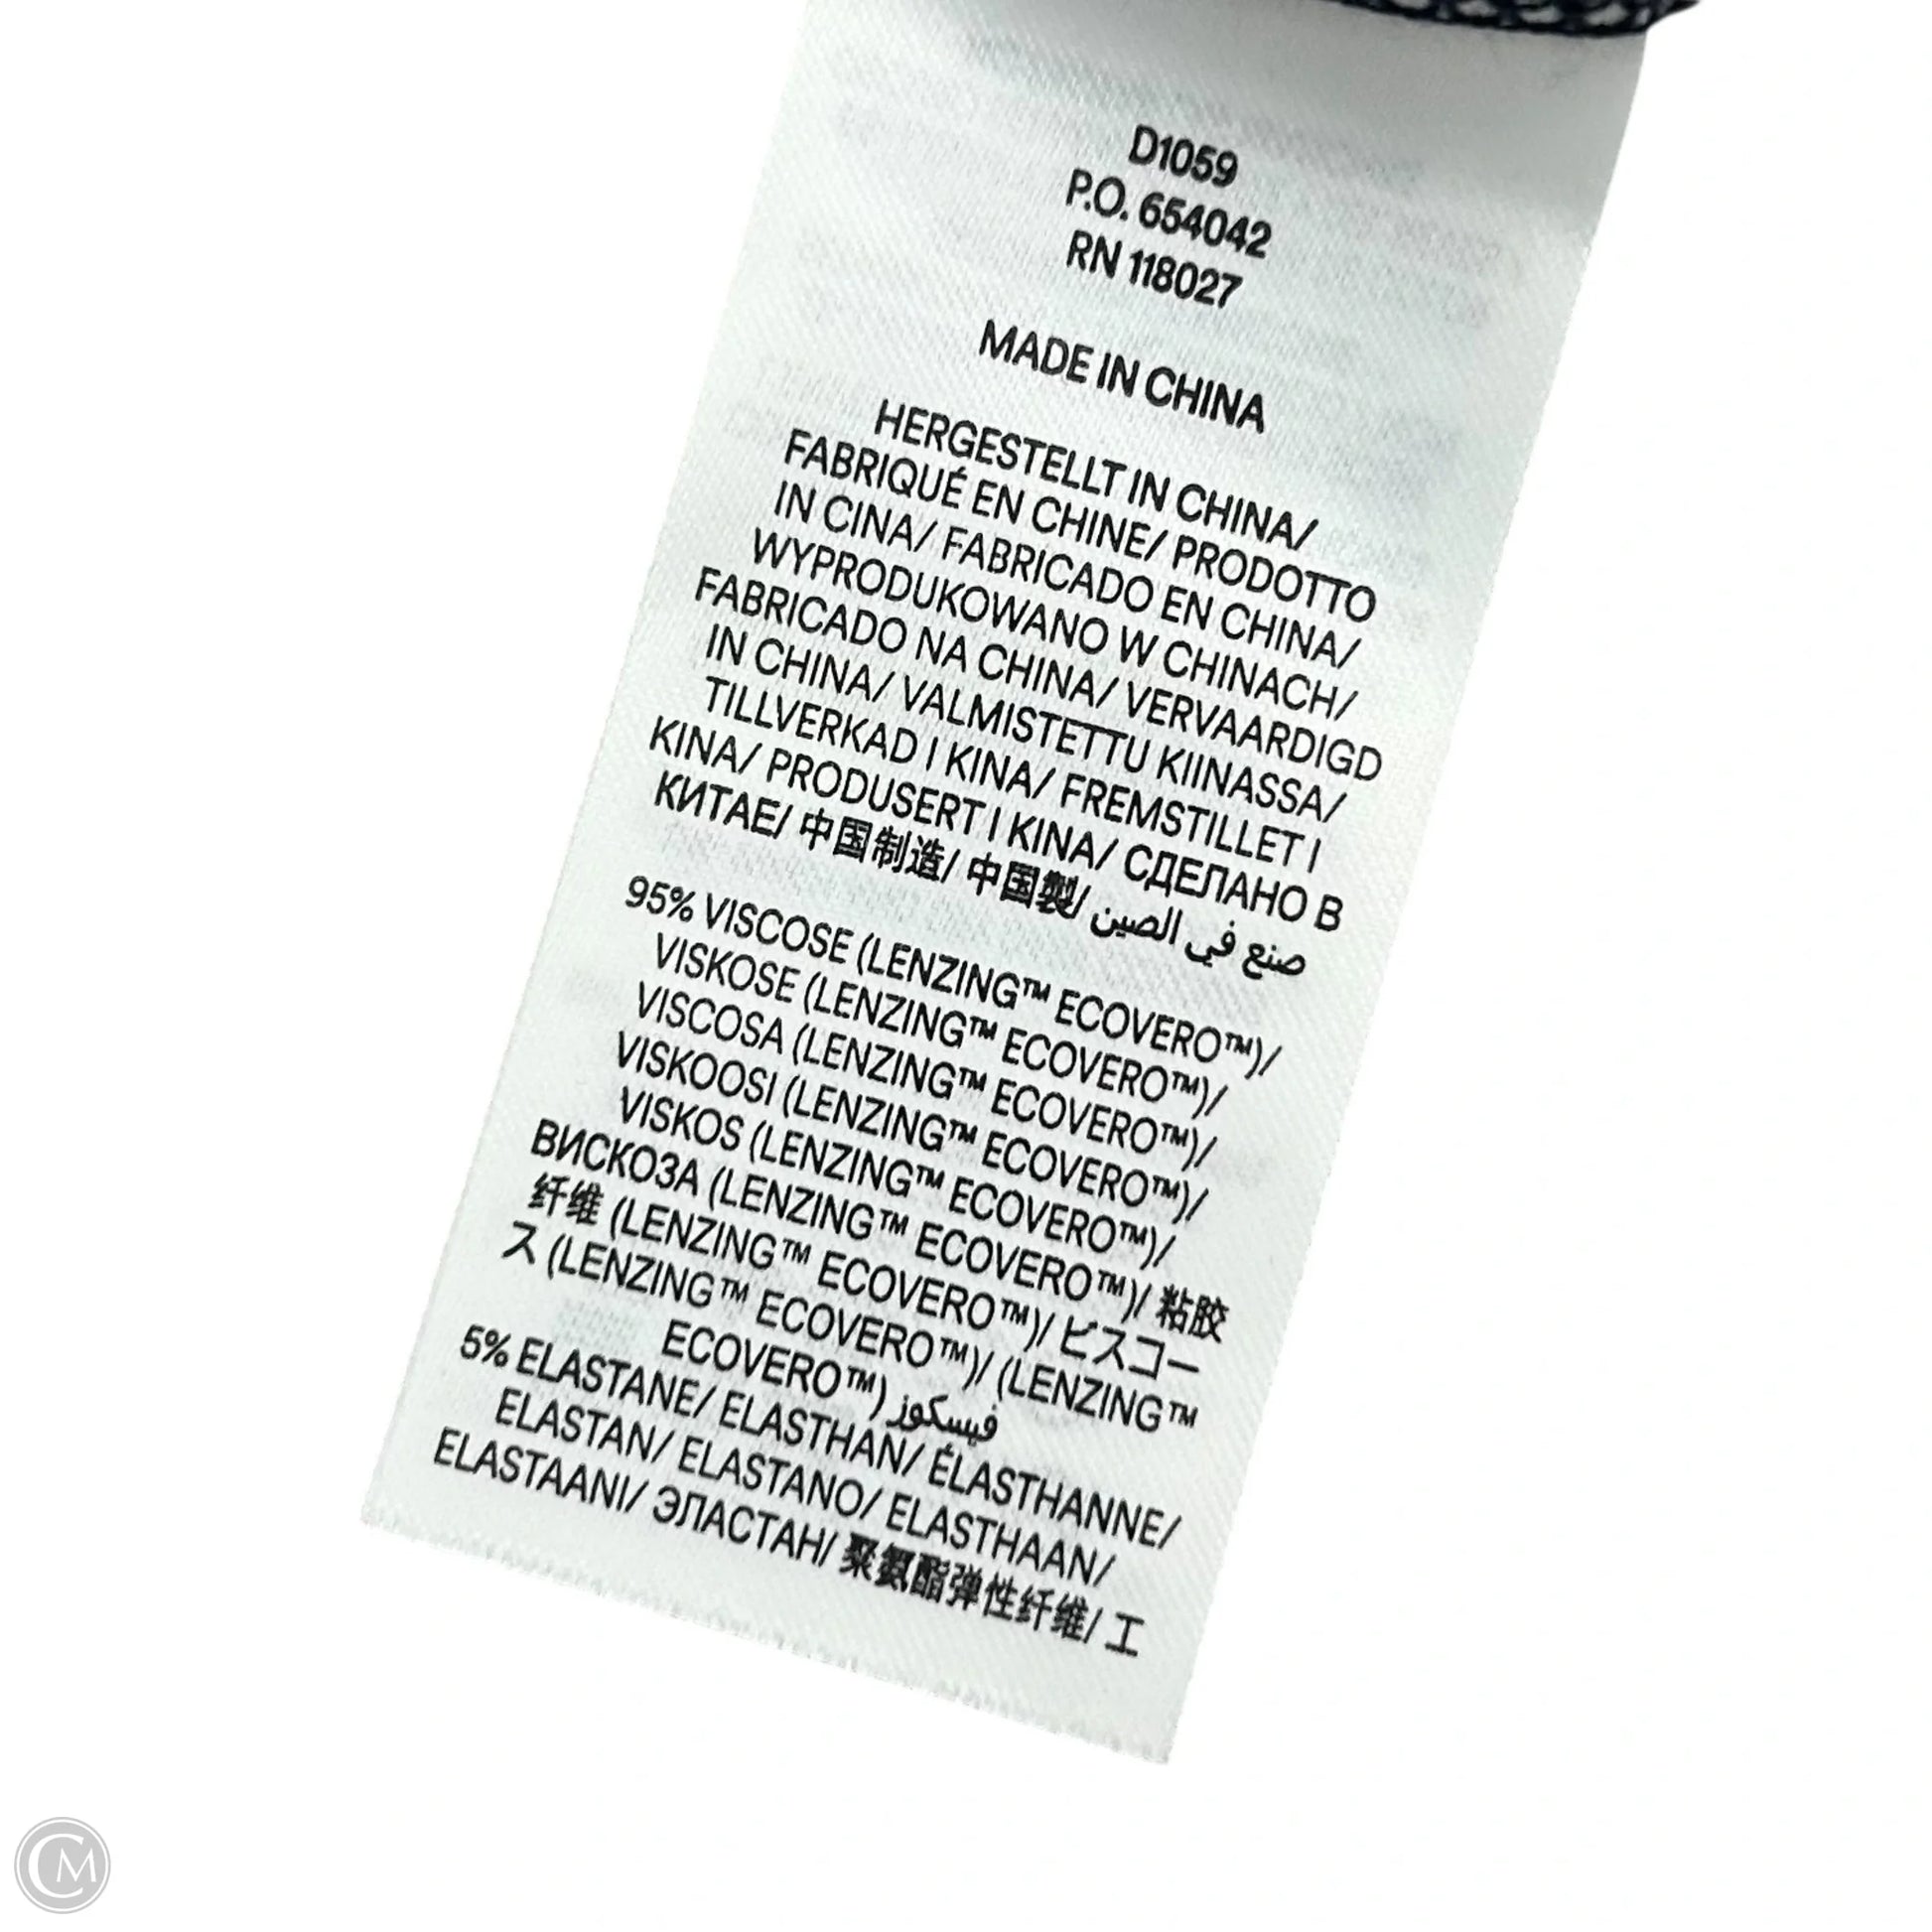 D1059
P.O. 654042
RN 118027
MADE IN CHINA
HERGESTELLT IN CHINA/
FABRIQUÉ EN CHINE/ PRODOTTO
IN CINA/ FABRICADO EN CHINA/
WYPRODUKOWANO W CHINACH/
FABRICADO NA CHINA/ VERVAARDIGD
IN CHINA/ VALMISTETTU KIINASSA/
TILLVERKAD I KINA/ FREMSTILLET I
KINA/ PRODUSERT I KINA/ СДЕЛАНО В
КИТАЕ/ 中国制造/ 中国製/ صنع في الصين
95% VISCOSE (LENZING™ ECOVERO™)/
VISKOSE (LENZING™ ECOVERO™)/
VISCOSA (LENZING™ ECOVERO™)/
VISKOOSI (LENZING™ ECOVERO™)/
VISKOS (LENZING™ ECOVERO™)/
ВИСКОЗА (LENZING™ ECOVERO™)/ 粘胶
纤维 (LENZING™ ECOVERO™)/ ビスコー
ス (LENZING™ ECOVERO™)/ (LENZING™
ECOVERO™) فيسكوز
5% ELASTANE/ ELASTHAN/ ÉLASTHANNE/
ELASTAN/ ELASTANO/ ELASTHAAN/
ELASTAANI/ ЭЛАСТАН/ 聚氨酯弹性纤维/ エ
CM